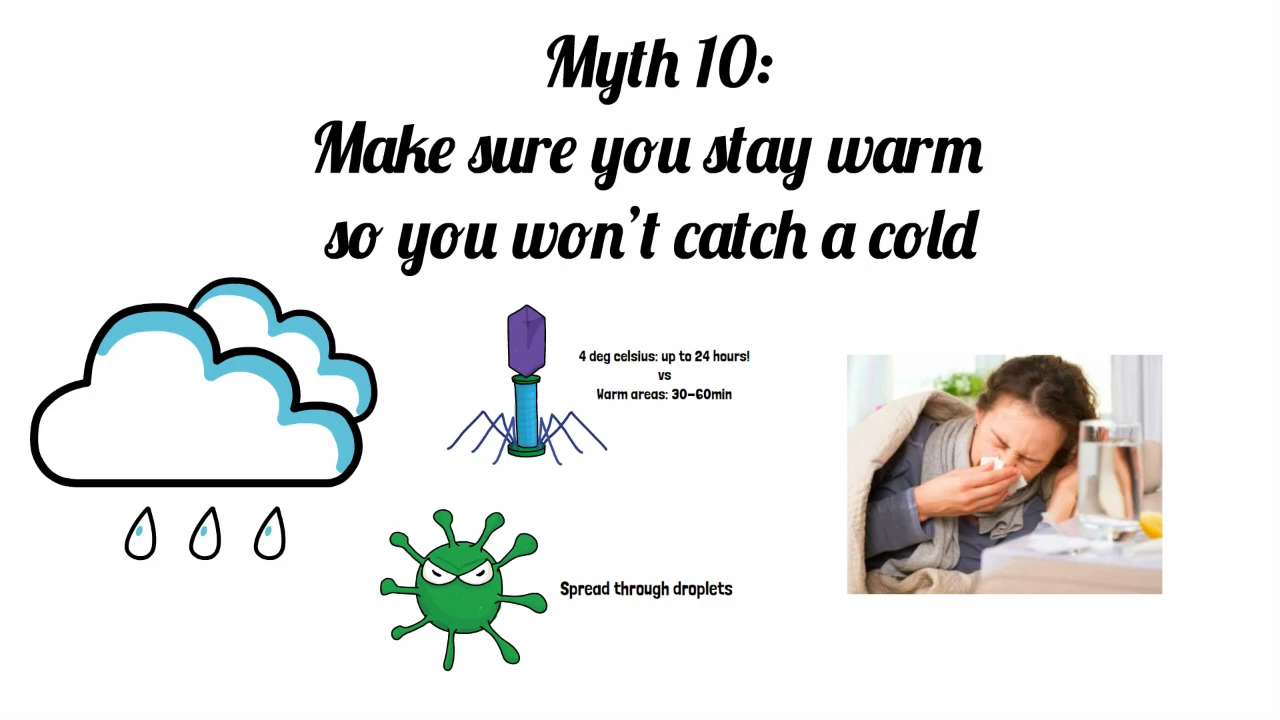 Myth 10:
Make sure you stay warm
so you won't catch a cold
4 deg celsius: up to 24 hours!
vs
Warm areas: 30-60min
Spread through droplets